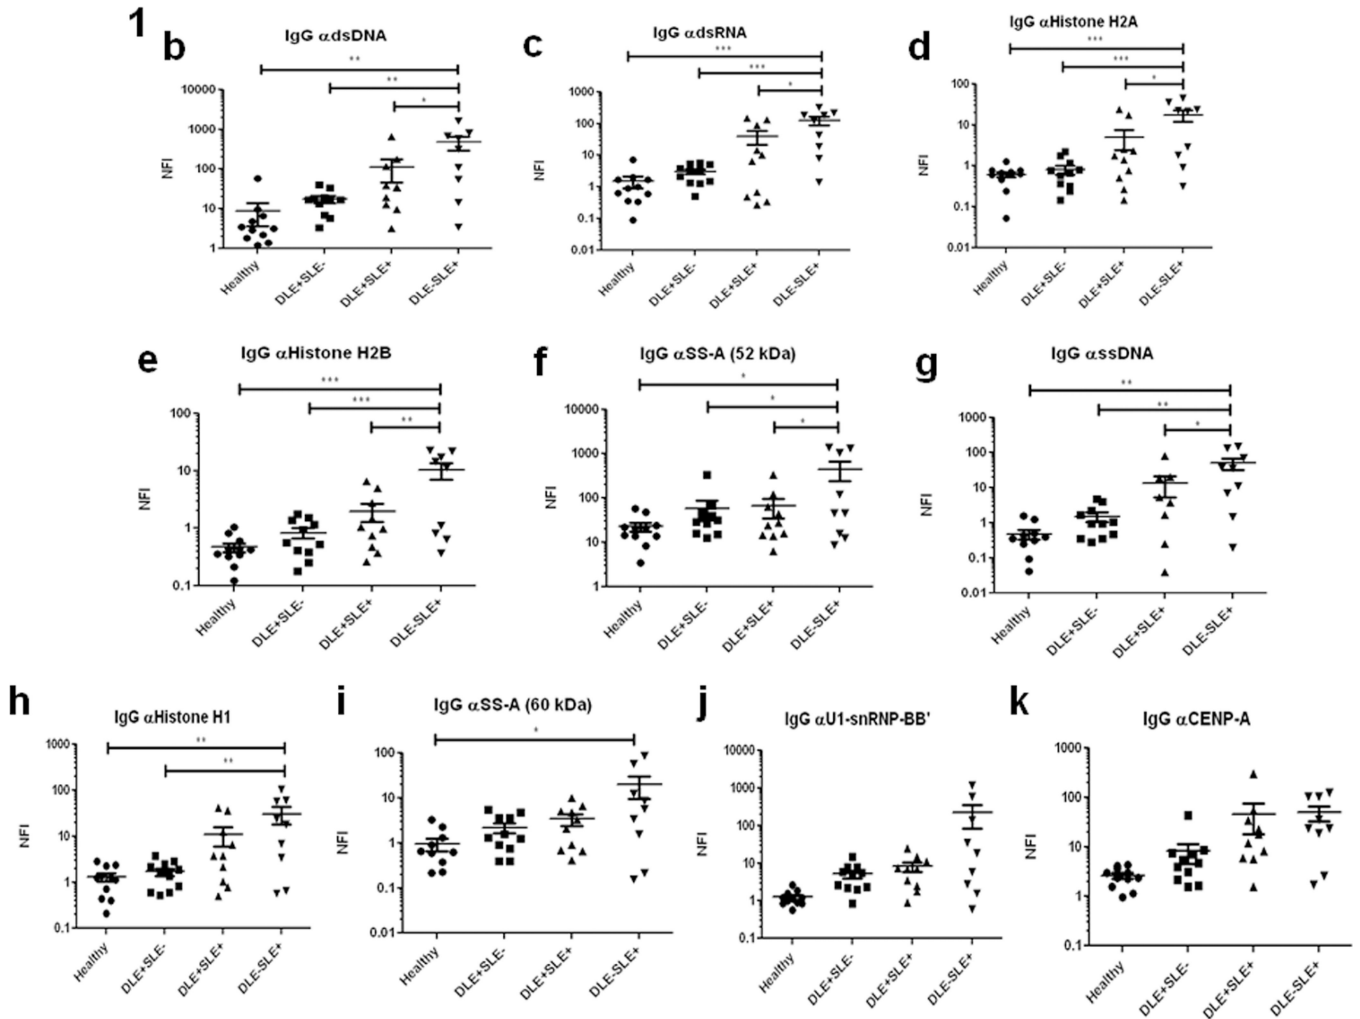 1
b
IgG αdsDNA
**
**
*
10000
1000
100
10
1
NFI
Healthy
DLE+SLE-
DLE+SLE+
DLE-SLE+
c
IgG αdsRNA
***
***
*
1000
100
10
1
0.1
0.01
NFI
Healthy
DLE+SLE-
DLE+SLE+
DLE-SLE+
d
IgG αHistone H2A
***
***
*
100
10
1
0.1
0.01
NFI
Healthy
DLE+SLE-
DLE+SLE+
DLE-SLE+
e
IgG αHistone H2B
***
***
**
100
10
1
0.1
NFI
Healthy
DLE+SLE-
DLE+SLE+
DLE-SLE+
f
IgG αSS-A (52 kDa)
*
*
*
10000
1000
100
10
1
NFI
Healthy
DLE+SLE-
DLE+SLE+
DLE-SLE+
g
IgG αssDNA
**
**
*
1000
100
10
1
0.1
0.01
NFI
Healthy
DLE+SLE-
DLE+SLE+
DLE-SLE+
h
IgG αHistone H1
**
**
1000
100
10
1
0.1
NFI
Healthy
DLE+SLE-
DLE+SLE+
DLE-SLE+
i
IgG αSS-A (60 kDa)
*
100
10
1
0.1
0.01
NFI
Healthy
DLE+SLE-
DLE+SLE+
DLE-SLE+
j
IgG αU1-snRNP-BB'
10000
1000
100
10
1
0.1
NFI
Healthy
DLE+SLE-
DLE+SLE+
DLE-SLE+
k
IgG αCENP-A
1000
100
10
1
0.1
NFI
Healthy
DLE+SLE-
DLE+SLE+
DLE-SLE+